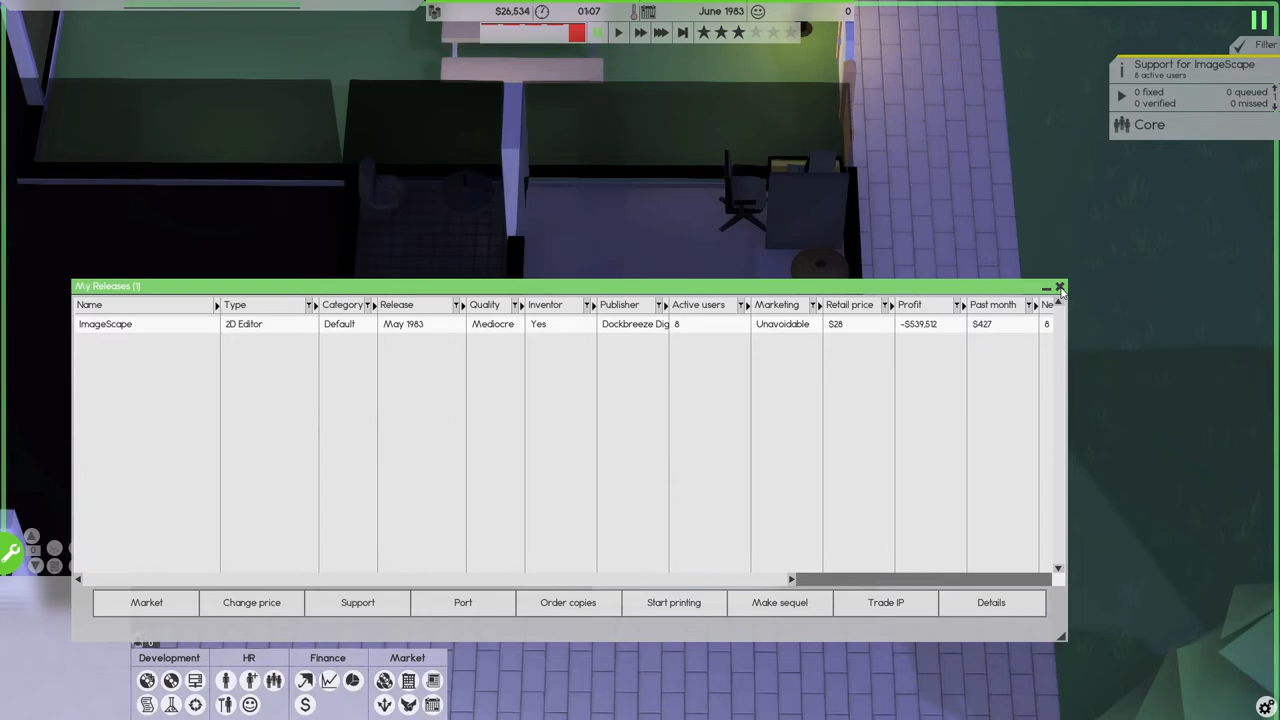 $26,534 01:07 June 1983 0
Filter
Support for ImageScape
8 active users
0 fixed 0 queued
0 verified 0 missed
1
Core
My Releases (1)
Name Type Category Release Quality Inventor Publisher Active users Marketing Retail price Profit Past month Ne
ImageScape 2D Editor Default May 1983 Mediocre Yes Dockbreeze Dig 8 Unavoidable $28 -$539,512 $427 8
0
Market Change price Support Port Order copies Start printing Make sequel Trade IP Details
Development HR Finance Market